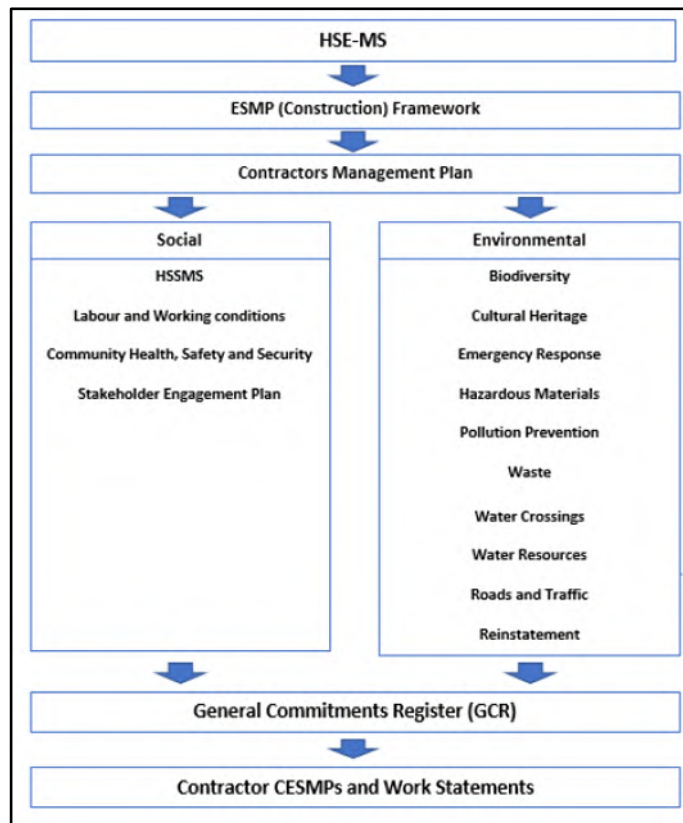 HSE-MS
ESMP (Construction) Framework
Contractors Management Plan
Social
HSSMS
Labour and Working conditions
Community Health, Safety and Security
Stakeholder Engagement Plan
Environmental
Biodiversity
Cultural Heritage
Emergency Response
Hazardous Materials
Pollution Prevention
Waste
Water Crossings
Water Resources
Roads and Traffic
Reinstatement
General Commitments Register (GCR)
Contractor CESMPs and Work Statements